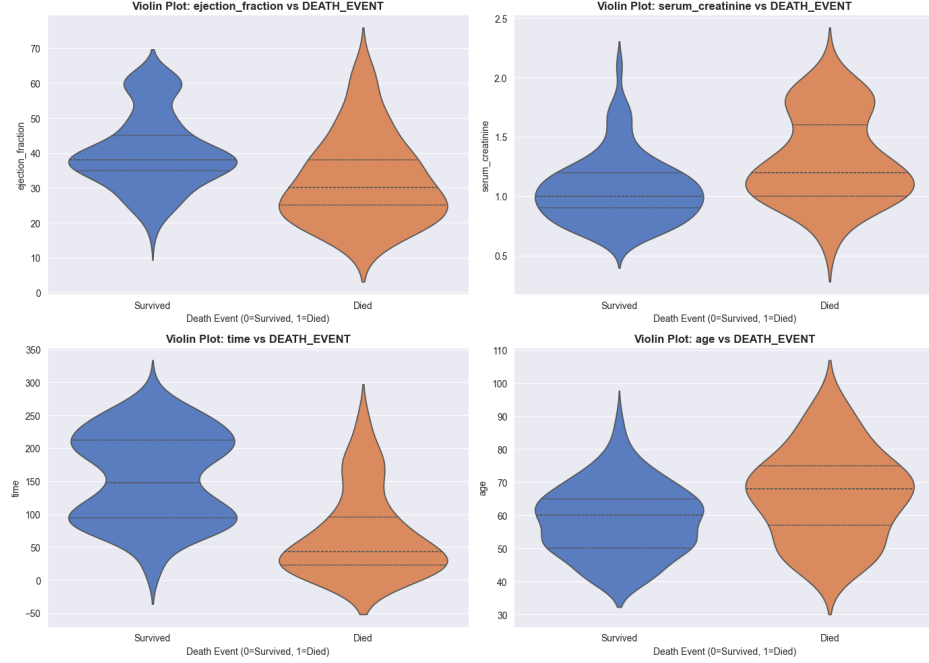 Violin Plot: ejection_fraction vs DEATH_EVENT
ejection_fraction
70
60
50
40
30
20
10
0
Survived
Died
Death Event (0=Survived, 1=Died)
Violin Plot: serum_creatinine vs DEATH_EVENT
serum_creatinine
2.5
2.0
1.5
1.0
0.5
Survived
Died
Death Event (0=Survived, 1=Died)
Violin Plot: time vs DEATH_EVENT
time
350
300
250
200
150
100
50
0
−50
Survived
Died
Death Event (0=Survived, 1=Died)
Violin Plot: age vs DEATH_EVENT
age
110
100
90
80
70
60
50
40
30
Survived
Died
Death Event (0=Survived, 1=Died)